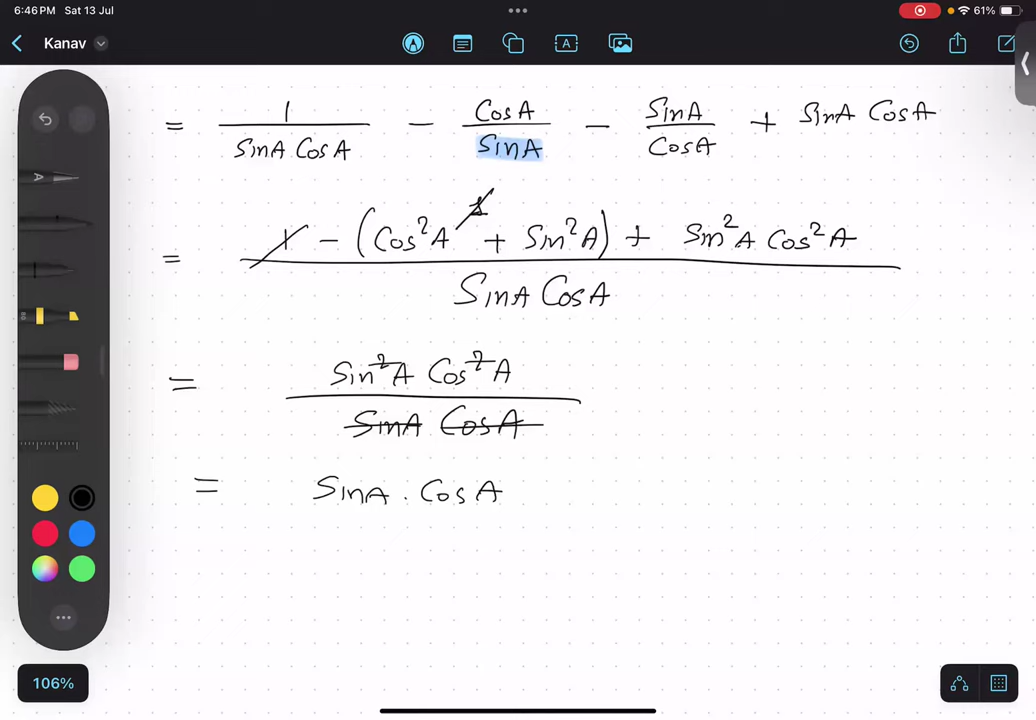 6:46 PM Sat 13 Jul
61%
Kanav
= 1/(SinA CosA) − CosA/SinA − SinA/CosA + SinA CosA
= (1 − (Cos²A + Sin²A) + Sin²A Cos²A)/(SinA CosA)
1
= (Sin²A Cos²A)/(SinA CosA)
= SinA . CosA
106%